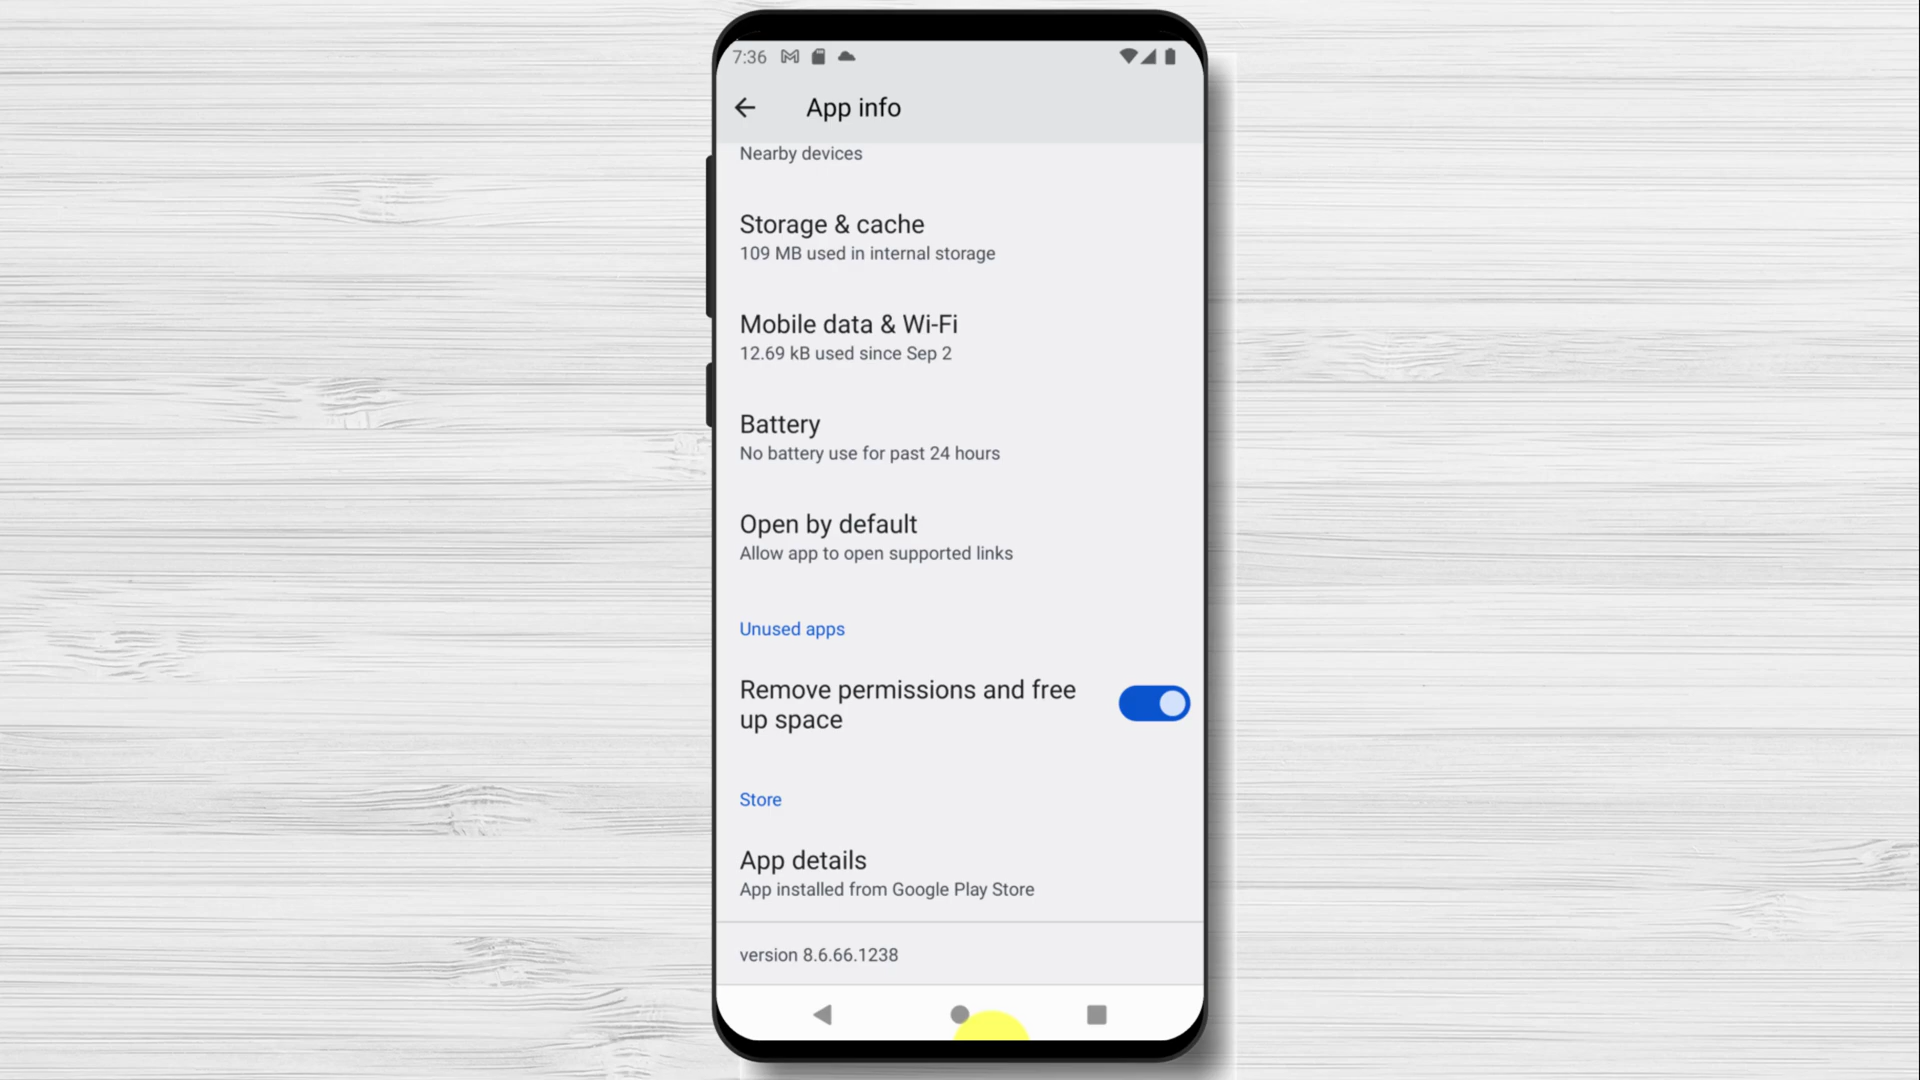 7:36
App info
Nearby devices
Storage & cache
109 MB used in internal storage
Mobile data & Wi-Fi
12.69 kB used since Sep 2
Battery
No battery use for past 24 hours
Open by default
Allow app to open supported links
Unused apps
Remove permissions and free
up space
Store
App details
App installed from Google Play Store
version 8.6.66.1238